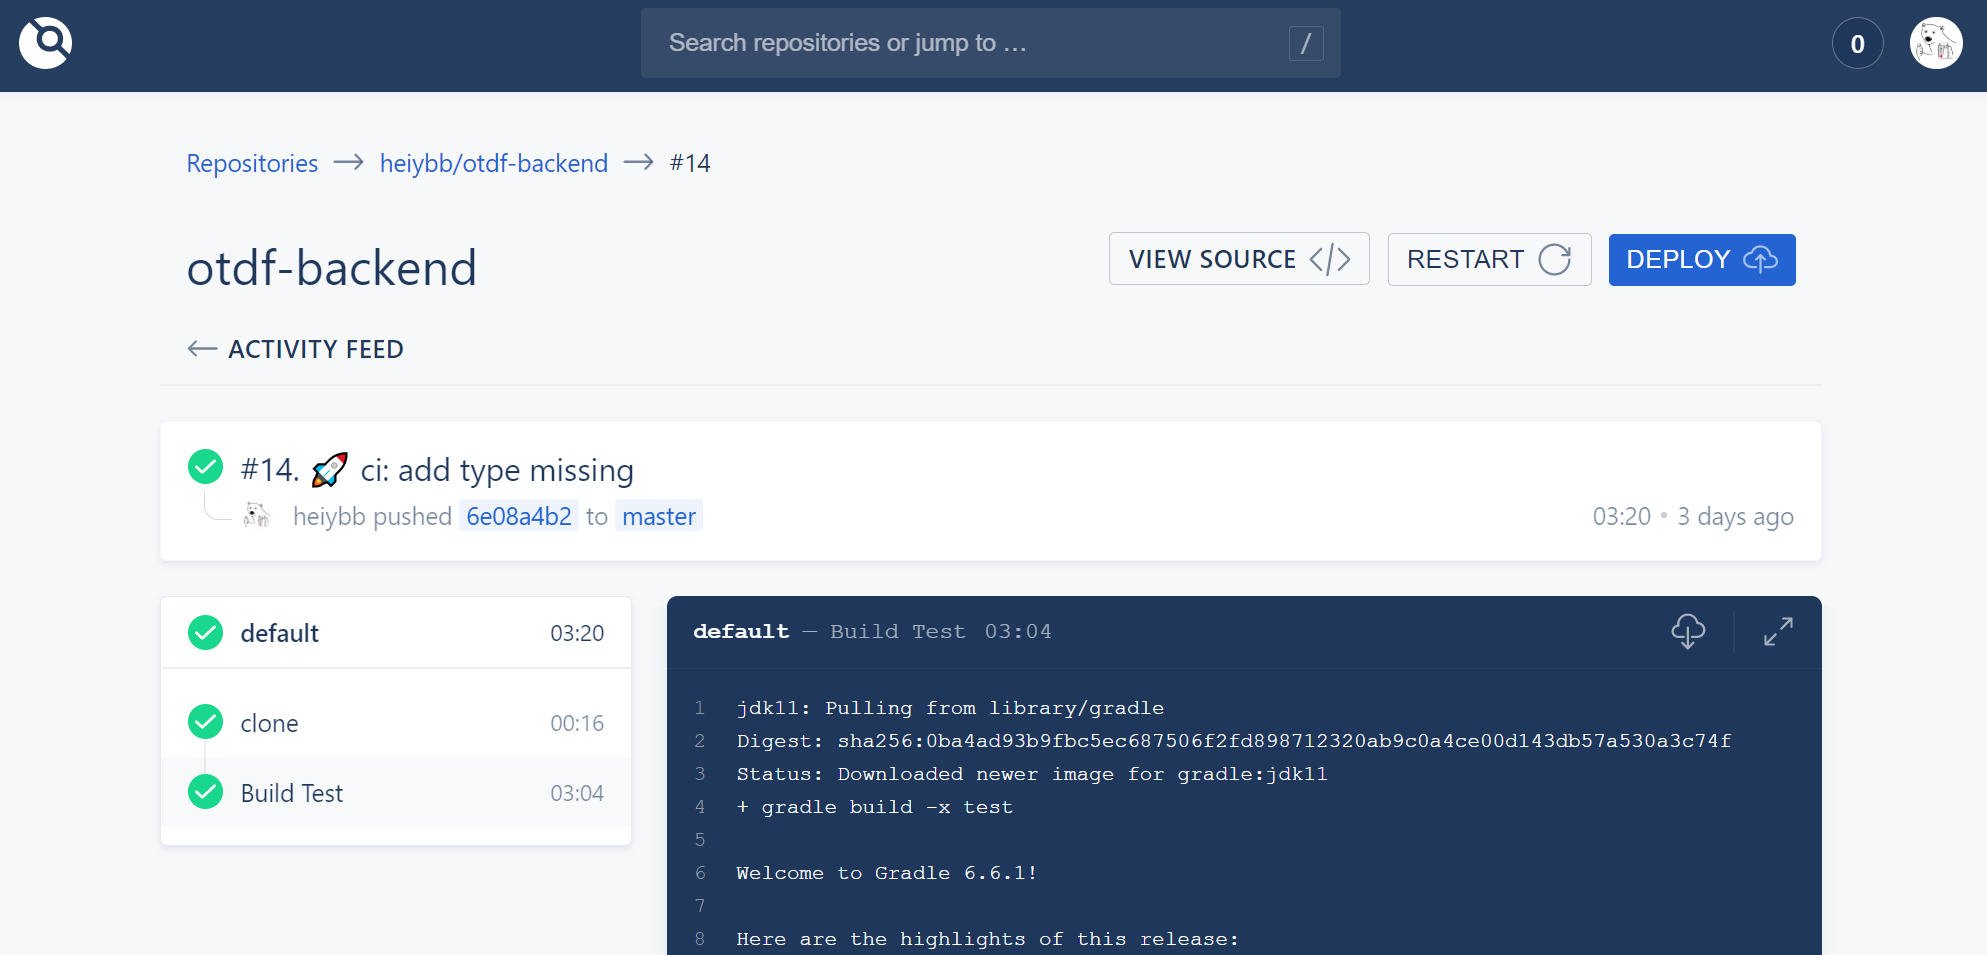 Search repositories or jump to …
/
0
Repositories → heiybb/otdf-backend → #14
otdf-backend
VIEW SOURCE </>
RESTART
DEPLOY
← ACTIVITY FEED
#14. 🚀 ci: add type missing
heiybb pushed 6e08a4b2 to master
03:20 • 3 days ago
default 03:20
clone 00:16
Build Test 03:04
default — Build Test 03:04
1 jdk11: Pulling from library/gradle
2 Digest: sha256:0ba4ad93b9fbc5ec687506f2fd898712320ab9c0a4ce00d143db57a530a3c74f
3 Status: Downloaded newer image for gradle:jdk11
4 + gradle build -x test
5
6 Welcome to Gradle 6.6.1!
7
8 Here are the highlights of this release: